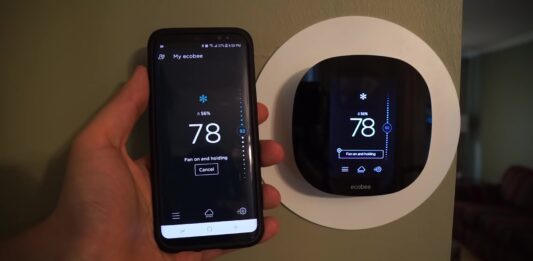 My ecobee
56%
78
Fan on and holding
Cancel
56%
78
Fan on and holding
ecobee